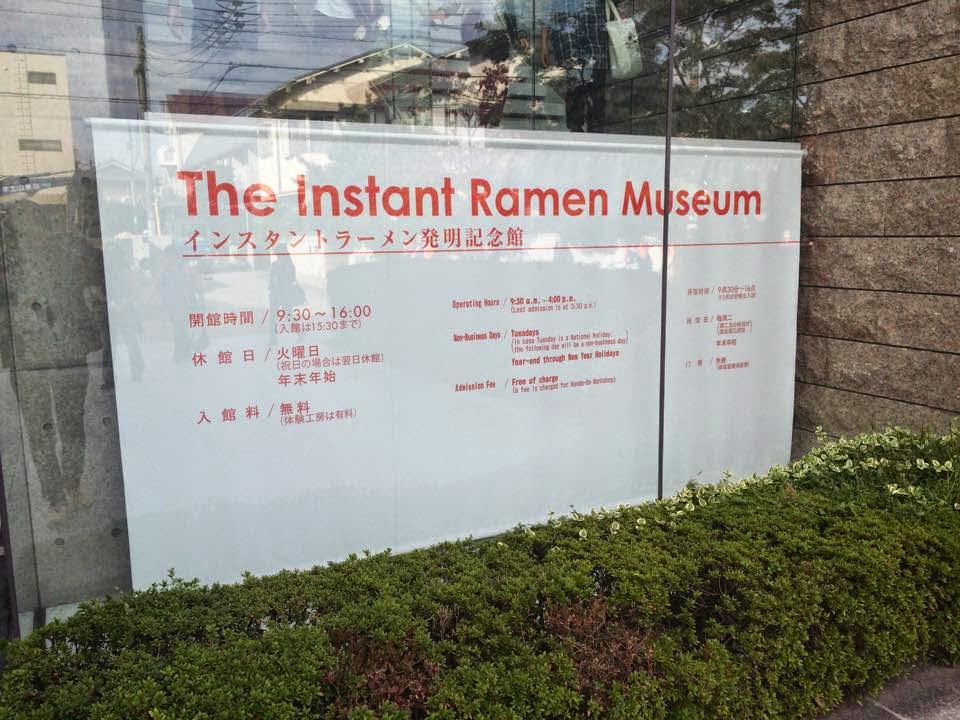 The Instant Ramen Museum
インスタントラーメン発明記念館
開館時間 / 9:30～16:00
(入館は15:30まで)
休館日 / 火曜日
(祝日の場合は翌日休館)
年末年始
入館料 / 無料
(体験工房は有料)
Operating Hours / 9:30 a.m. - 4:00 p.m.
(Last admission is at 3:30 p.m.)
Non-Business Days / Tuesdays
(In case Tuesday is a National Holiday,
the following day will be a non-business day)
Year-end through New Year Holidays
Admission Fee / Free of charge
(a fee is charged for Hands-On Workshop)